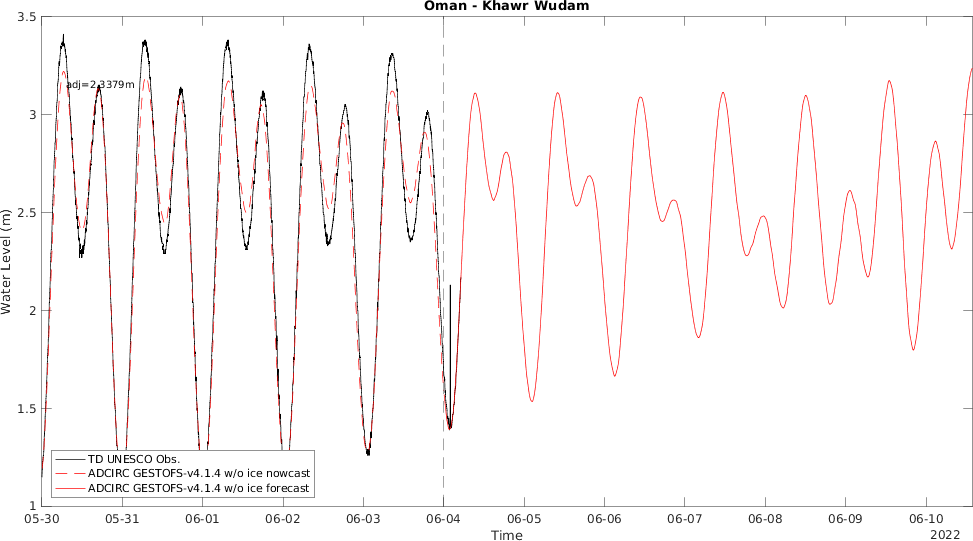 Oman - Khawr Wudam
3.5
3
2.5
2
1.5
1
Water Level (m)
adj=2.3379m
TD UNESCO Obs.
ADCIRC GESTOFS-v4.1.4 w/o ice nowcast
ADCIRC GESTOFS-v4.1.4 w/o ice forecast
05-30 05-31 06-01 06-02 06-03 06-04 06-05 06-06 06-07 06-08 06-09 06-10
Time
2022